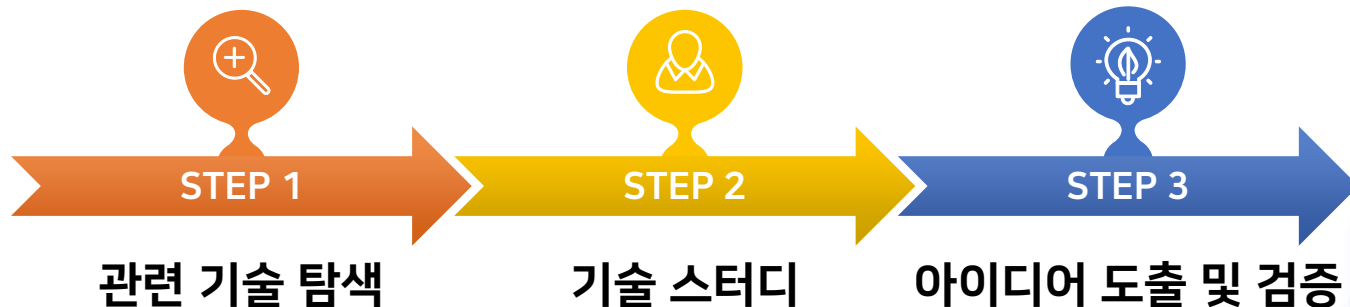 STEP 1
STEP 2
STEP 3
관련 기술 탐색
기술 스터디
아이디어 도출 및 검증